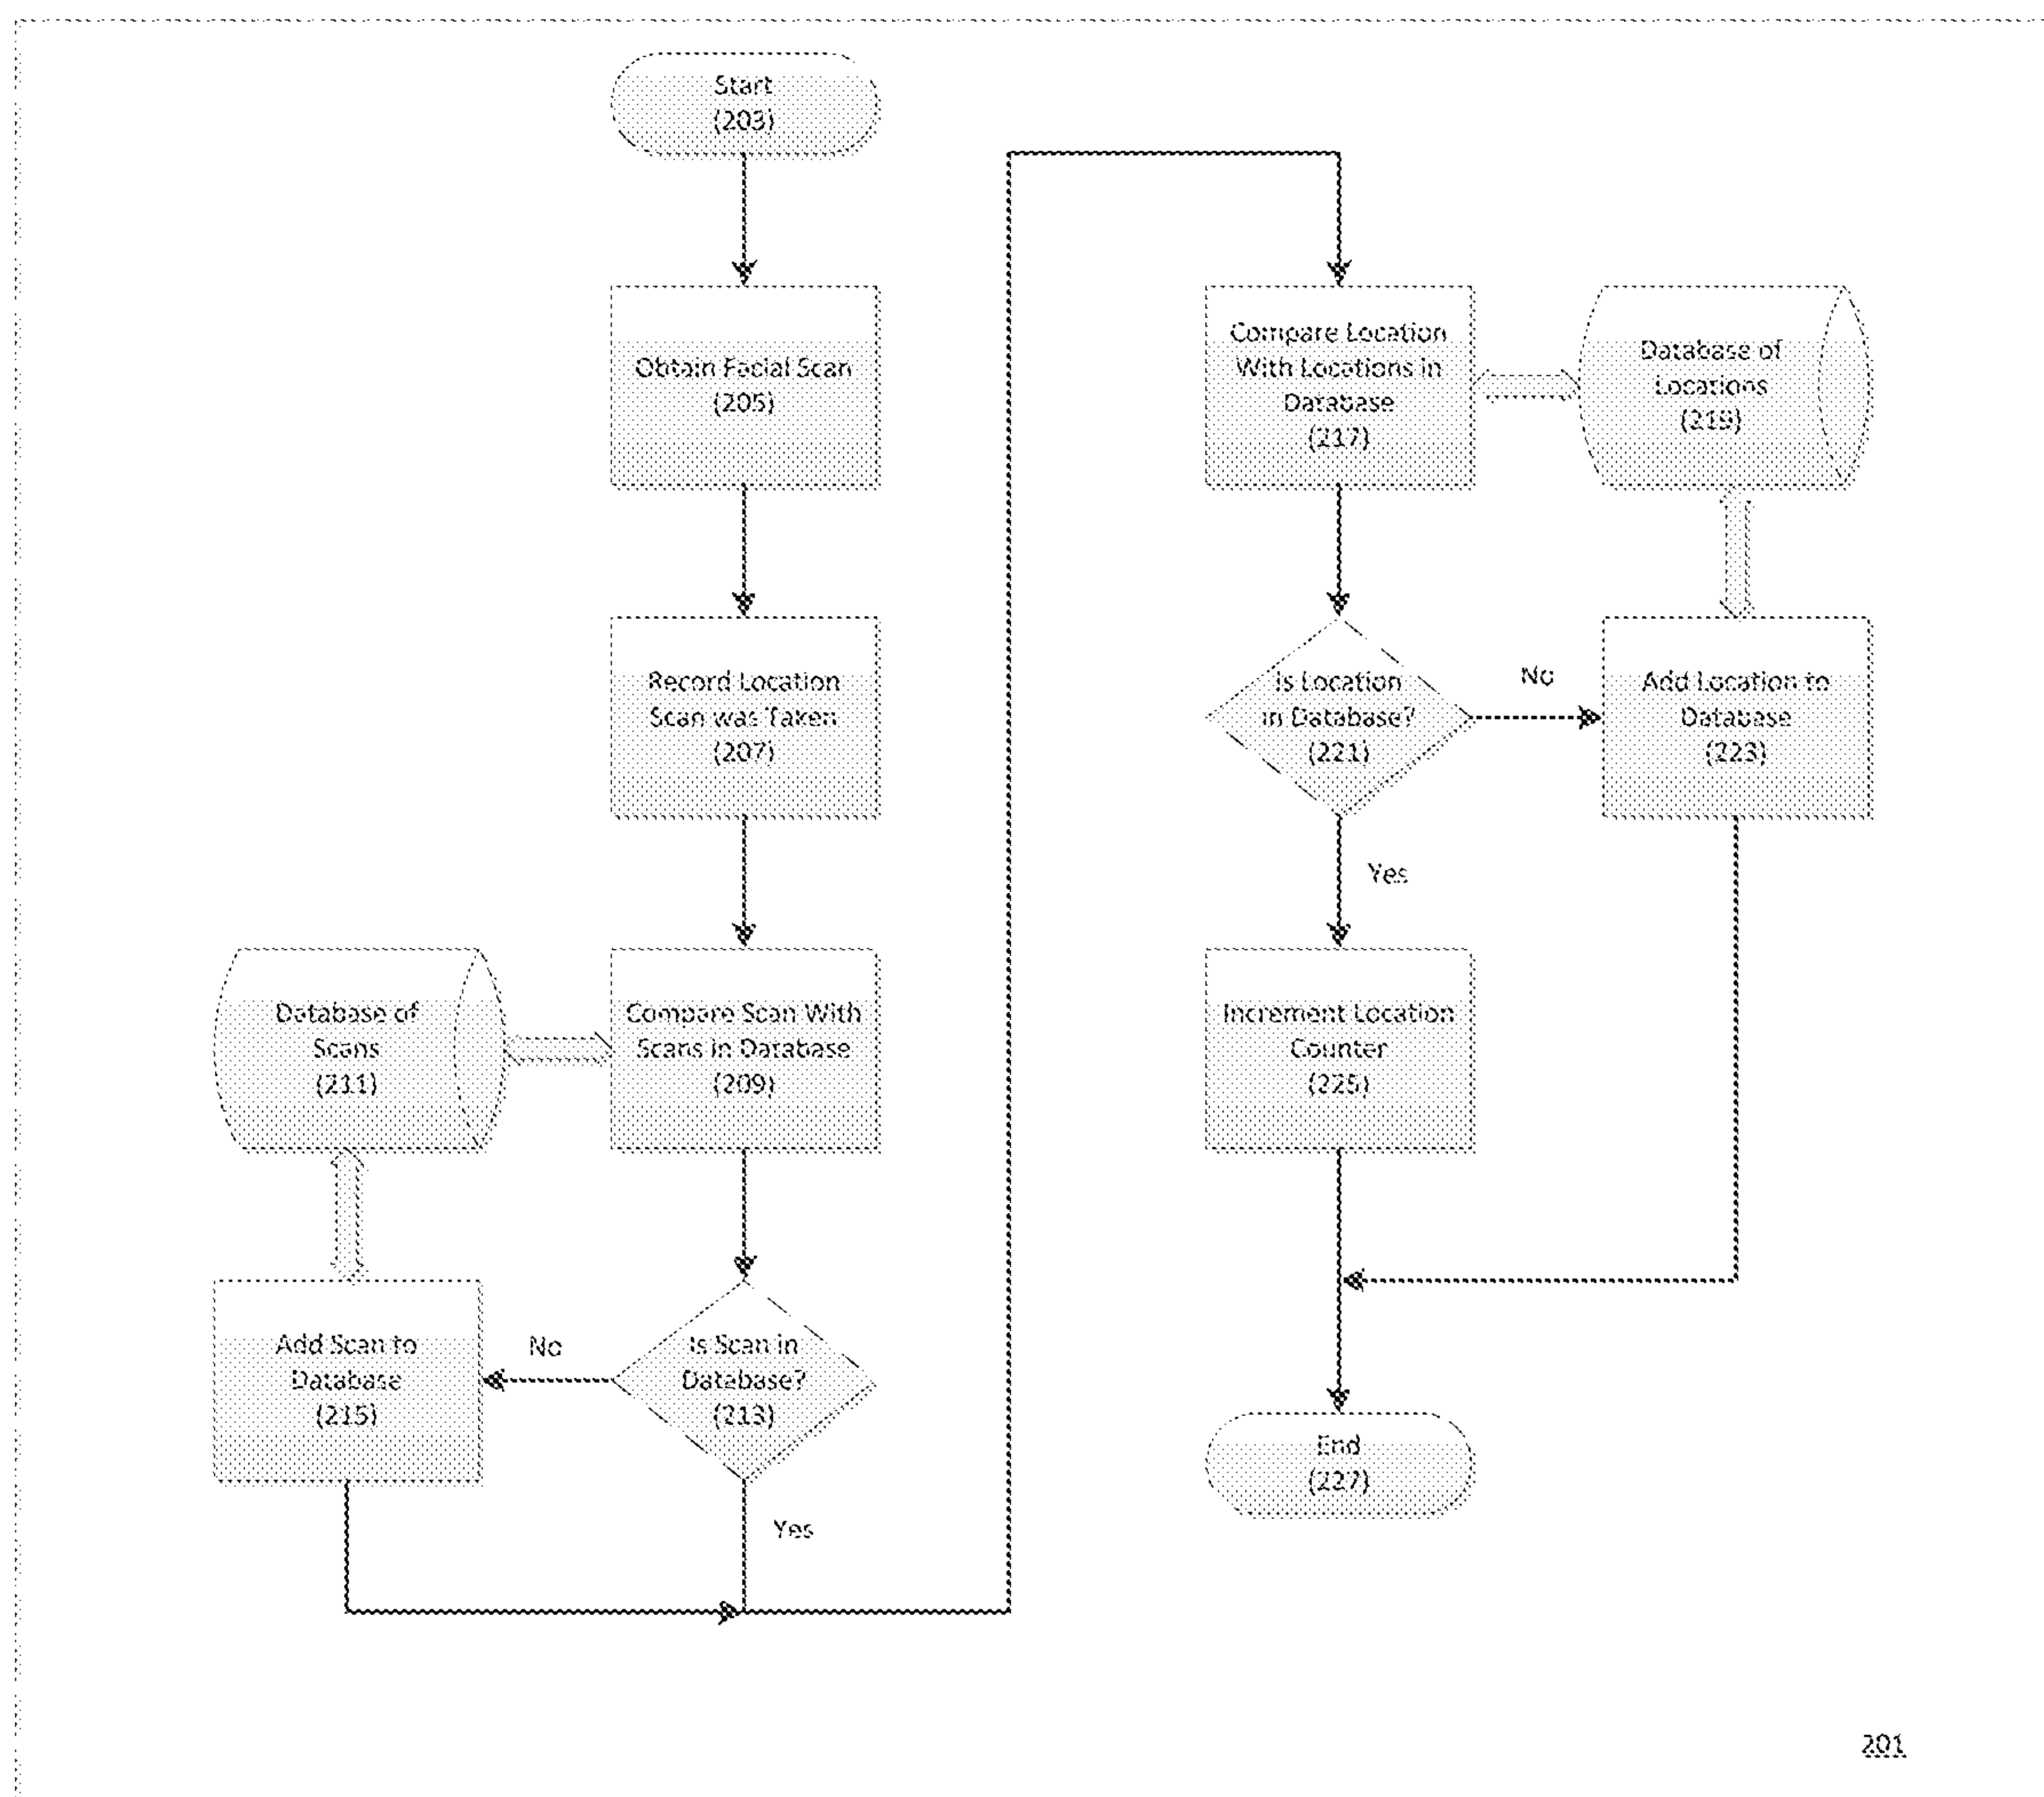 Start
(203)
Obtain Facial Scan
(205)
Record Location
Scan was Taken
(207)
Database of
Scans
(211)
Compare Scan With
Scans in Database
(209)
Add Scan to
Database
(215)
No
Is Scan in
Database?
(213)
Yes
Compare Location
With Locations in
Database
(217)
Database of
Locations
(219)
Is Location
in Database?
(221)
No
Add Location to
Database
(223)
Yes
Increment Location
Counter
(225)
End
(227)
201